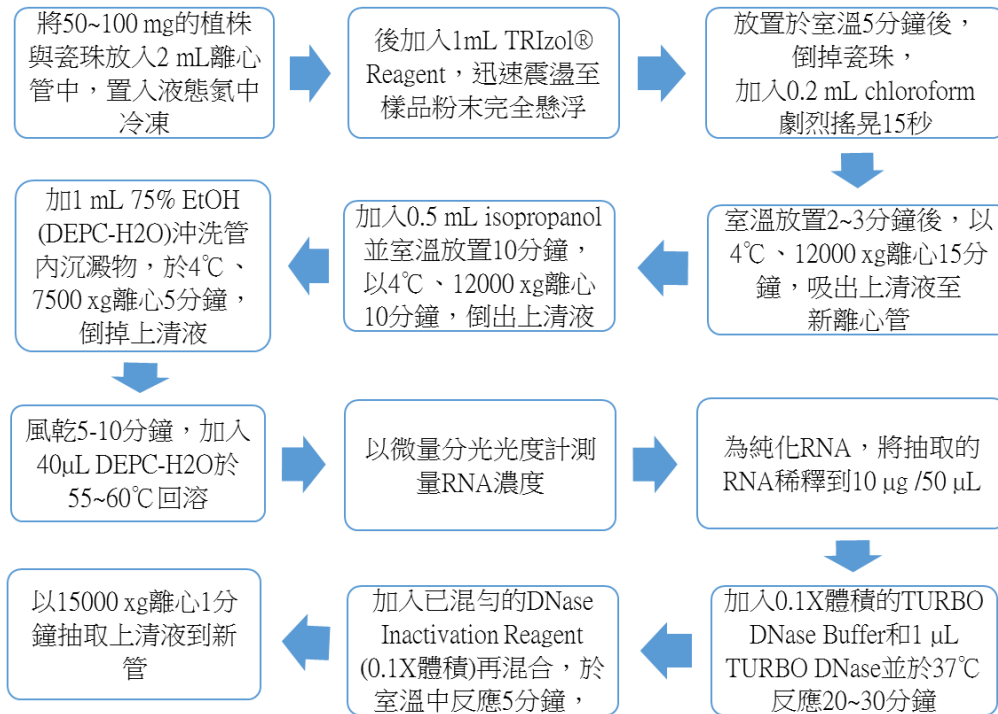 將50~100 mg的植株
與瓷珠放入2 mL離心
管中，置入液態氮中
冷凍
後加入1mL TRIzol®
Reagent，迅速震盪至
樣品粉末完全懸浮
放置於室溫5分鐘後，
倒掉瓷珠，
加入0.2 mL chloroform
劇烈搖晃15秒
室溫放置2~3分鐘後，以
4℃、12000 xg離心15分
鐘，吸出上清液至
新離心管
加入0.5 mL isopropanol
並室溫放置10分鐘，
以4℃、12000 xg離心
10分鐘，倒出上清液
加1 mL 75% EtOH
(DEPC-H2O)沖洗管
內沉澱物，於4℃、
7500 xg離心5分鐘，
倒掉上清液
風乾5-10分鐘，加入
40μL DEPC-H2O於
55~60℃回溶
以微量分光光度計測
量RNA濃度
為純化RNA，將抽取的
RNA稀釋到10 μg /50 μL
加入0.1X體積的TURBO
DNase Buffer和1 μL
TURBO DNase並於37℃
反應20~30分鐘
加入已混勻的DNase
Inactivation Reagent
(0.1X體積)再混合，於
室溫中反應5分鐘，
以15000 xg離心1分
鐘抽取上清液到新
管